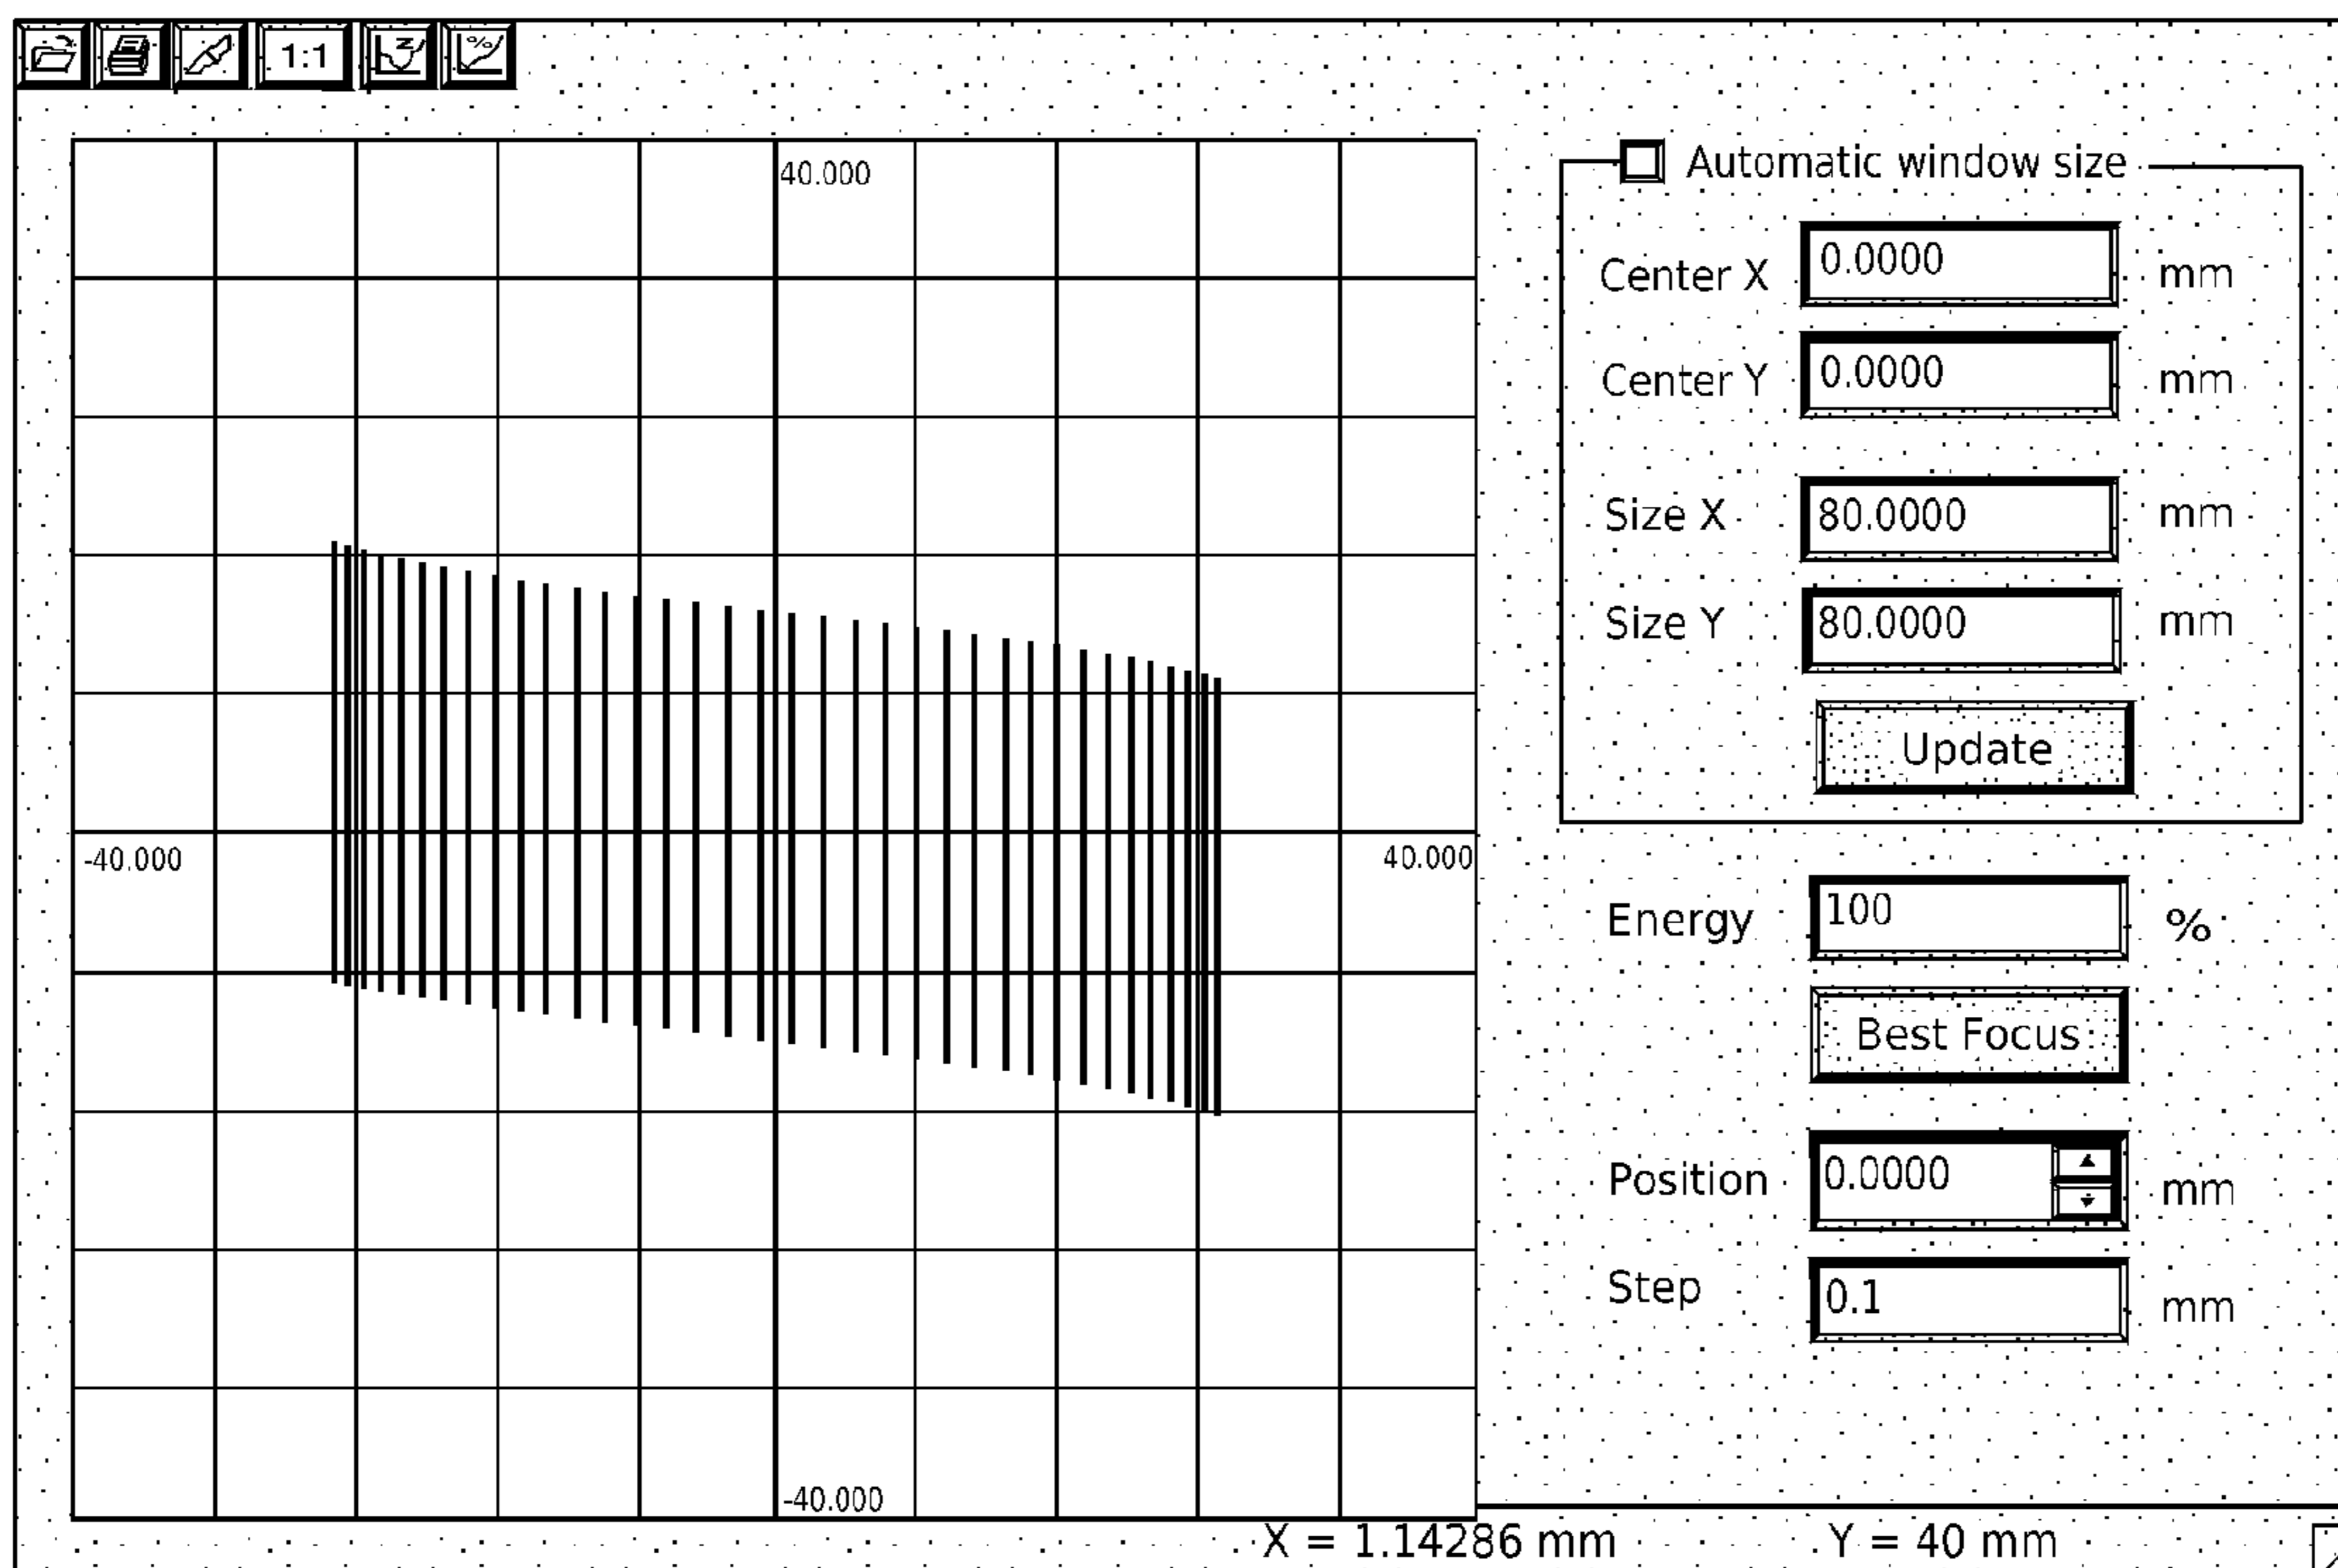 1:1 Z %
40.000
-40.000
40.000
-40.000
Automatic window size
Center X 0.0000 mm
Center Y 0.0000 mm
Size X 80.0000 mm
Size Y 80.0000 mm
Update
Energy 100 %
Best Focus
Position 0.0000 mm
Step 0.1 mm
X = 1.14286 mm Y = 40 mm